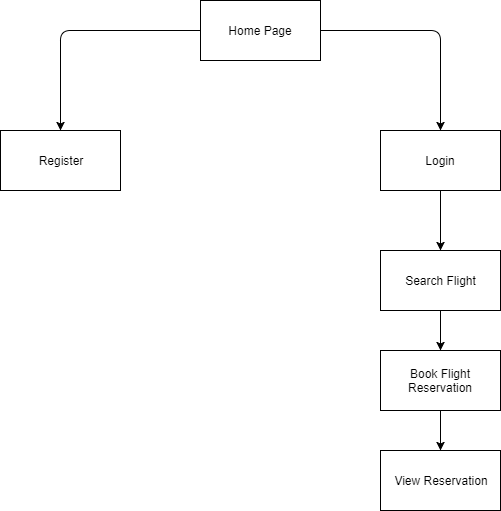 Home Page
Register
Login
Search Flight
Book Flight
Reservation
View Reservation